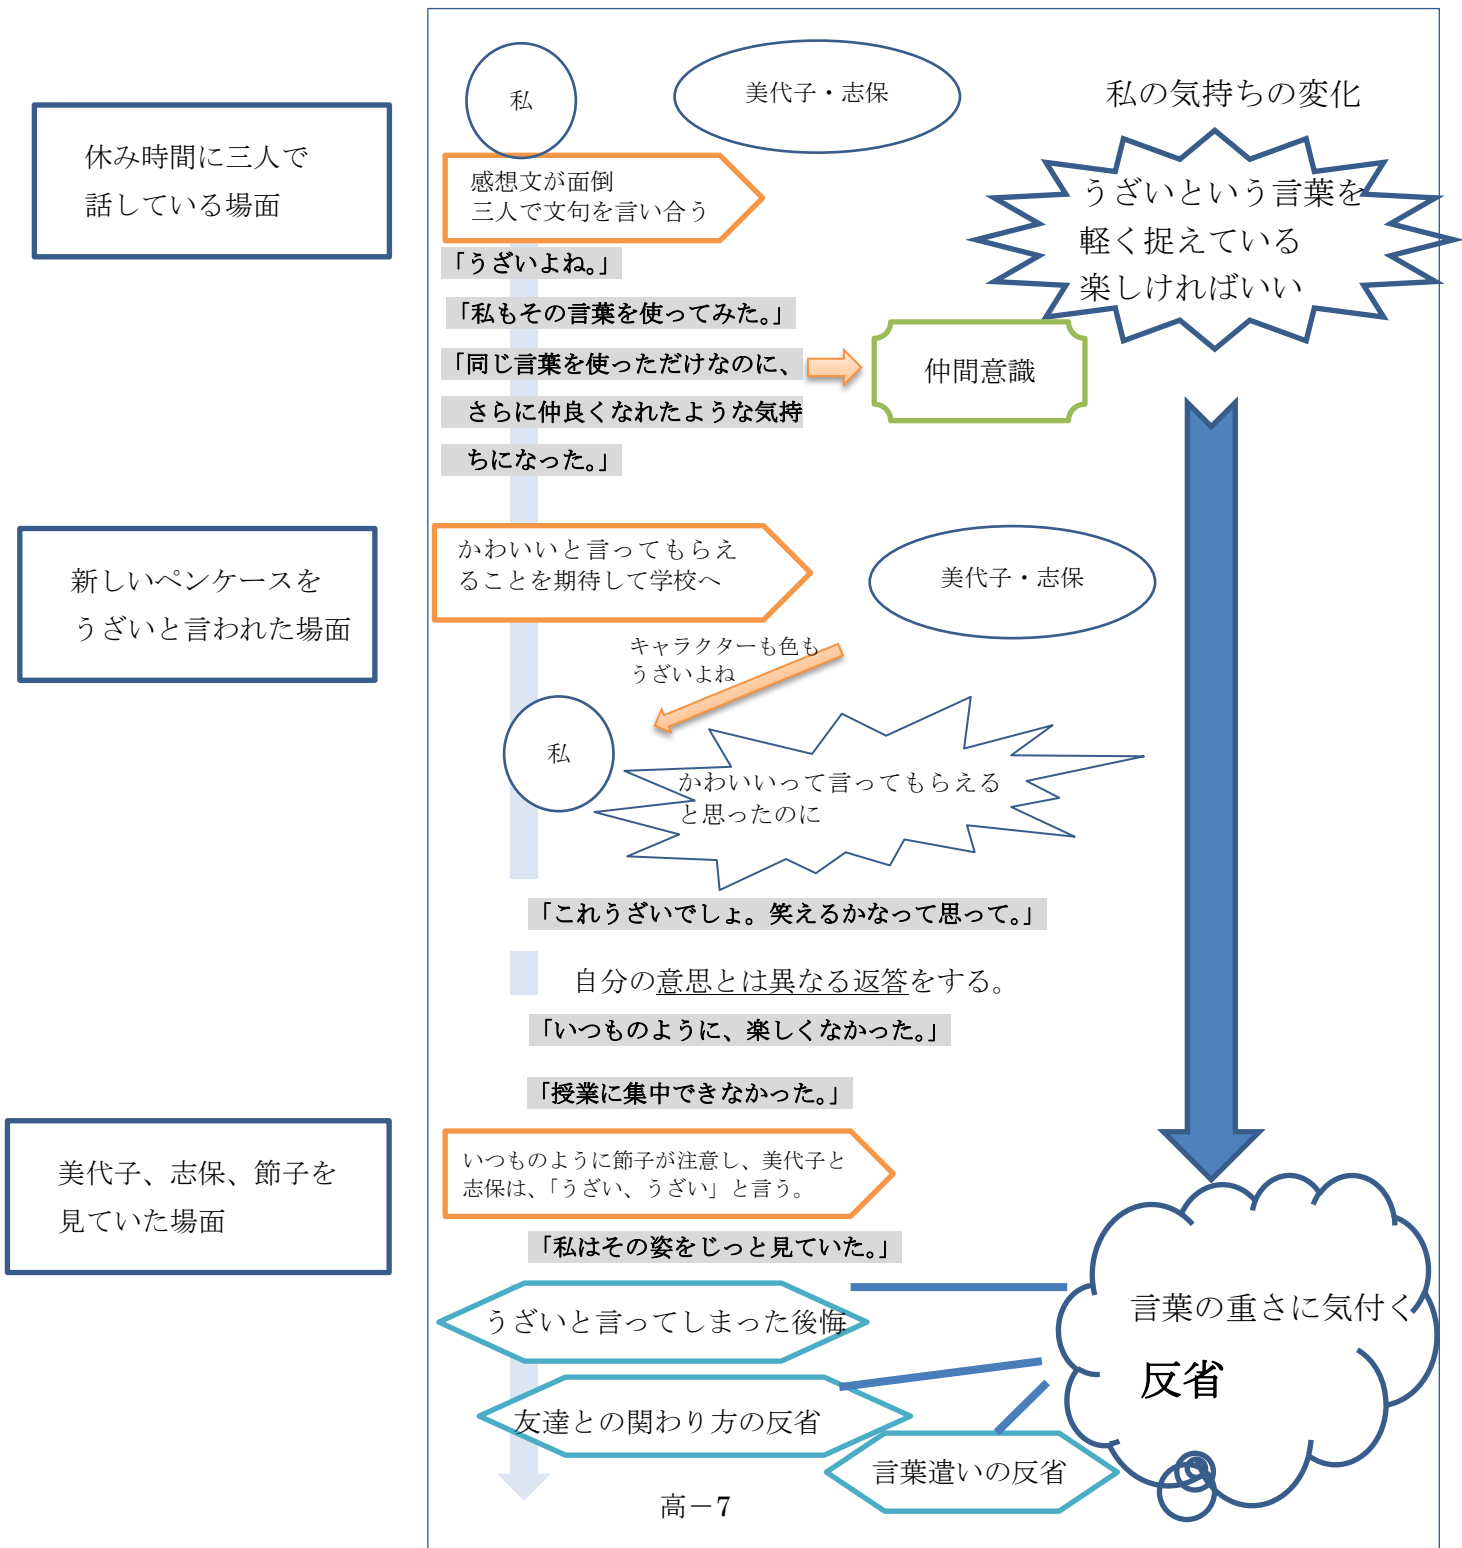 私
美代子・志保
私の気持ちの変化
休み時間に三人で
話している場面
感想文が面倒
三人で文句を言い合う
うざいという言葉を
軽く捉えている
楽しければいい
「うざいよね。」
「私もその言葉を使ってみた。」
「同じ言葉を使っただけなのに、
さらに仲良くなれたような気持
ちになった。」
仲間意識
新しいペンケースを
うざいと言われた場面
かわいいと言ってもらえ
ることを期待して学校へ
美代子・志保
キャラクターも色も
うざいよね
私
かわいいって言ってもらえる
と思ったのに
「これうざいでしょ。笑えるかなって思って。」
自分の意思とは異なる返答をする。
「いつものように、楽しくなかった。」
「授業に集中できなかった。」
美代子、志保、節子を
見ていた場面
いつものように節子が注意し、美代子と
志保は、「うざい、うざい」と言う。
「私はその姿をじっと見ていた。」
うざいと言ってしまった後悔
友達との関わり方の反省
言葉遣いの反省
言葉の重さに気付く
反省
高－7